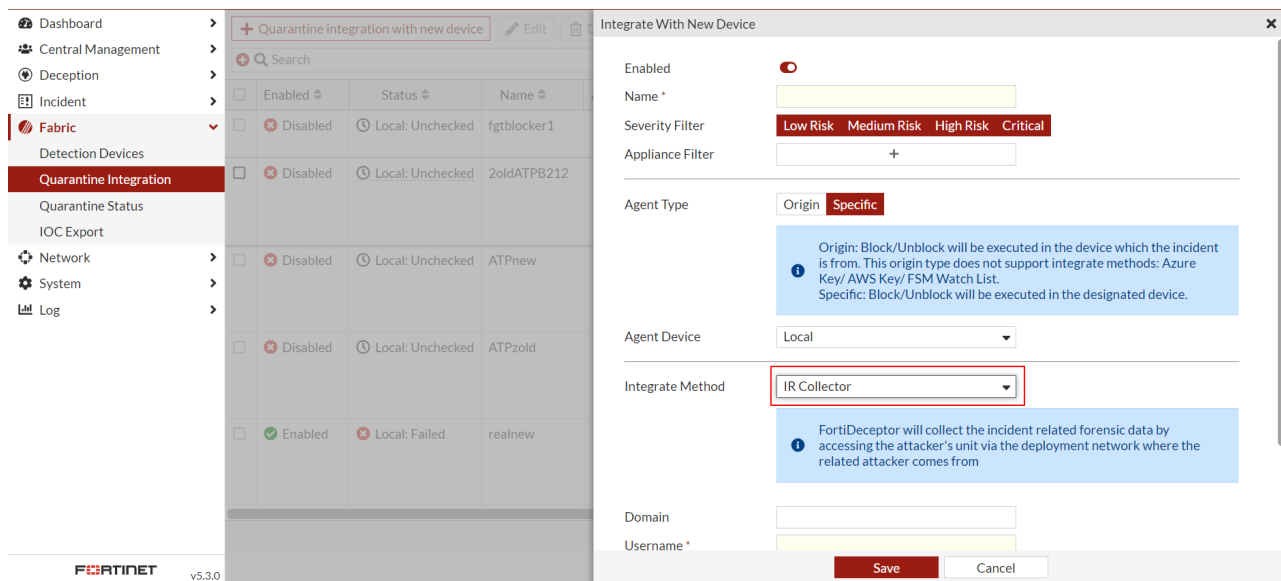 Dashboard
Central Management
Deception
Incident
Fabric
Detection Devices
Quarantine Integration
Quarantine Status
IOC Export
Network
System
Log
FORTINET v5.3.0
Quarantine integration with new device Edit
Search
Enabled Status Name
Disabled Local: Unchecked fgtblocker1
Disabled Local: Unchecked 2oldATPB212
Disabled Local: Unchecked ATPnew
Disabled Local: Unchecked ATPzold
Enabled Local: Failed realnew
Integrate With New Device
Enabled
Name *
Severity Filter Low Risk Medium Risk High Risk Critical
Appliance Filter +
Agent Type Origin Specific
Origin: Block/Unblock will be executed in the device which the incident
is from. This origin type does not support integrate methods: Azure
Key/ AWS Key/ FSM Watch List.
Specific: Block/Unblock will be executed in the designated device.
Agent Device Local
Integrate Method IR Collector
FortiDeceptor will collect the incident related forensic data by
accessing the attacker's unit via the deployment network where the
related attacker comes from
Domain
Username *
Save Cancel